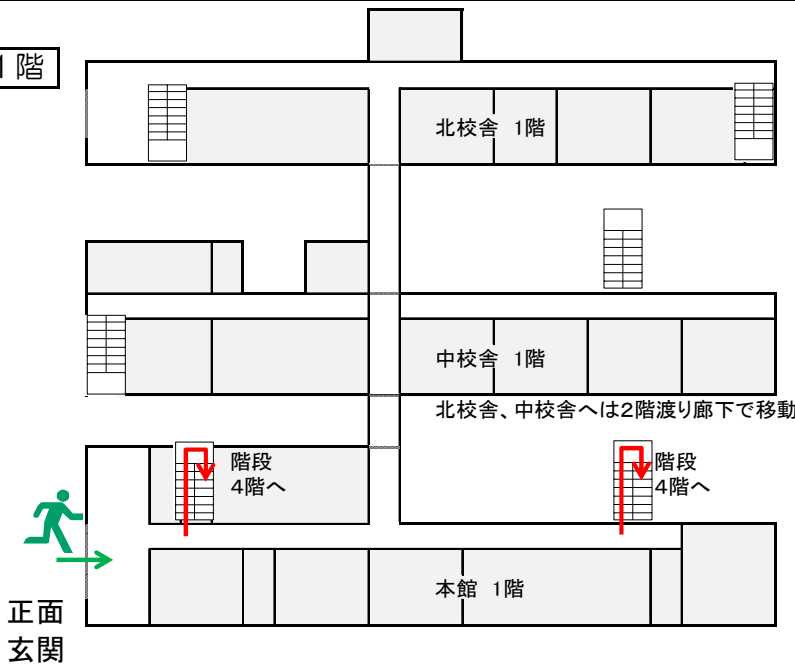 1階
北校舎 1階
中校舎 1階
北校舎、中校舎へは2階渡り廊下で移動
階段
4階へ
階段
4階へ
本館 1階
正面
玄関